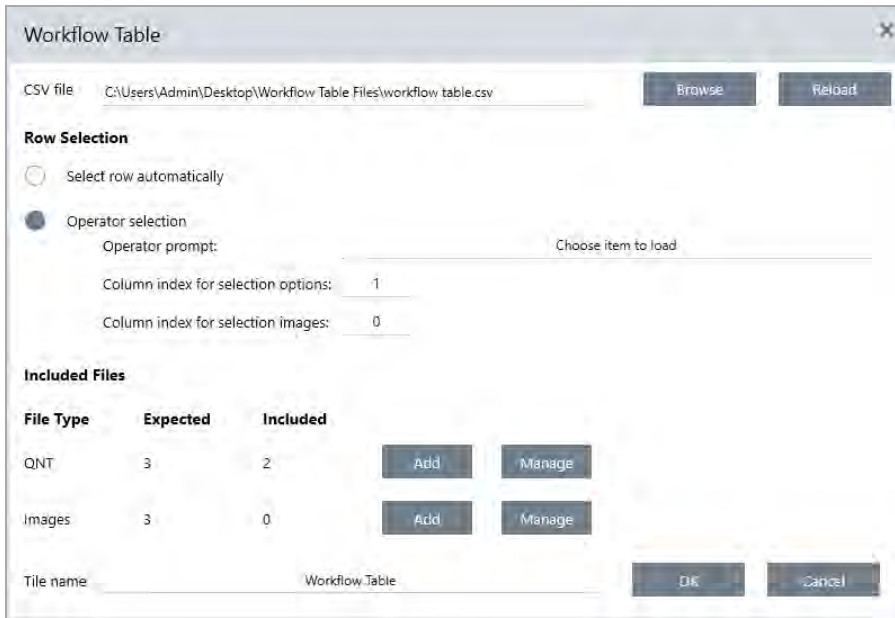 Workflow Table
CSV file C:\Users\Admin\Desktop\Workflow Table Files\workflow table.csv Browse Reload
Row Selection
Select row automatically
Operator selection
Operator prompt: Choose item to load
Column index for selection options: 1
Column index for selection images: 0
Included Files
File Type Expected Included
QNT 3 2 Add Manage
Images 3 0 Add Manage
Tile name Workflow Table OK Cancel